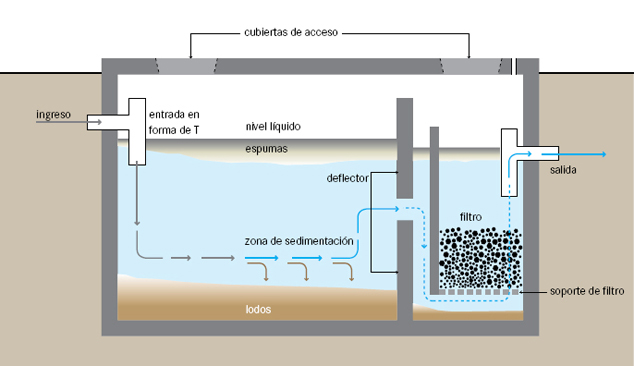 cubiertas de acceso
ingreso
entrada en
forma de T
nivel líquido
espumas
deflector
salida
filtro
zona de sedimentación
soporte de filtro
lodos